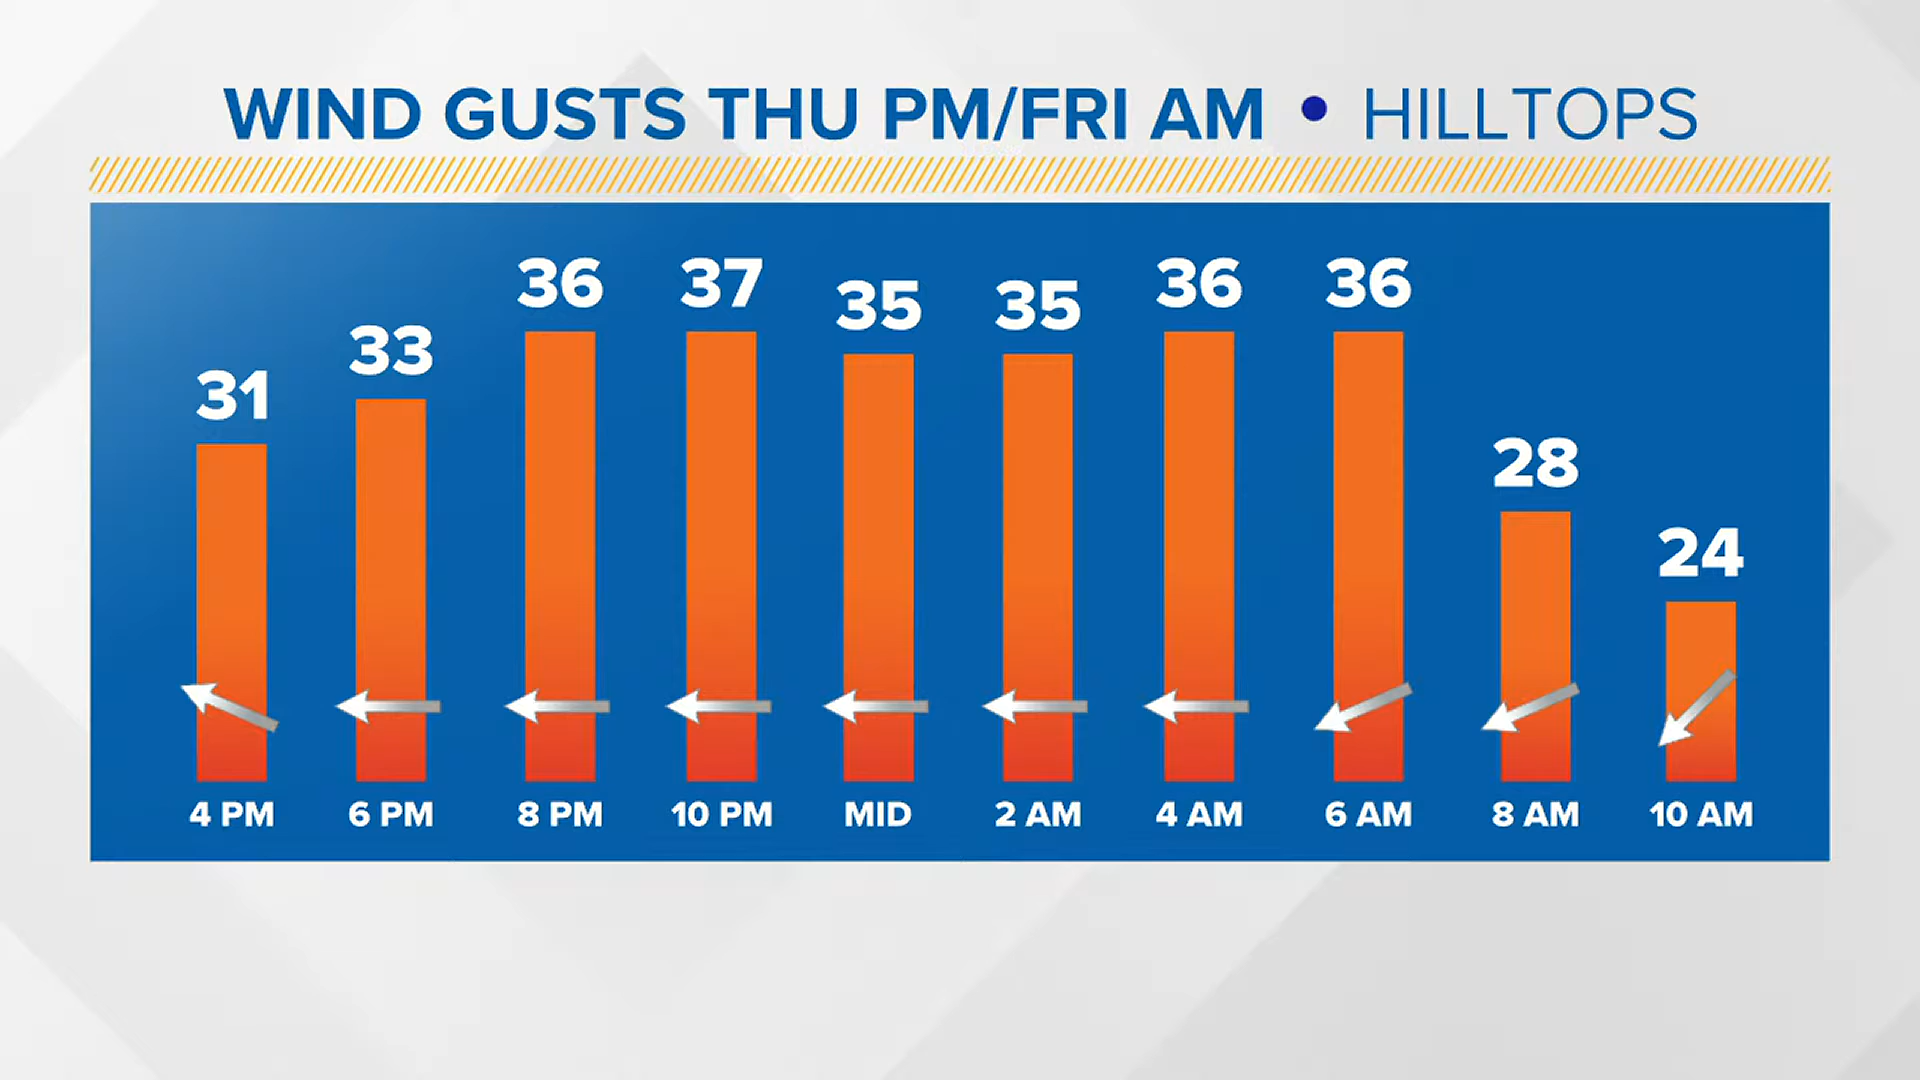 WIND GUSTS THU PM/FRI AM • HILLTOPS
31 33 36 37 35 35 36 36 28 24
4 PM 6 PM 8 PM 10 PM MID 2 AM 4 AM 6 AM 8 AM 10 AM